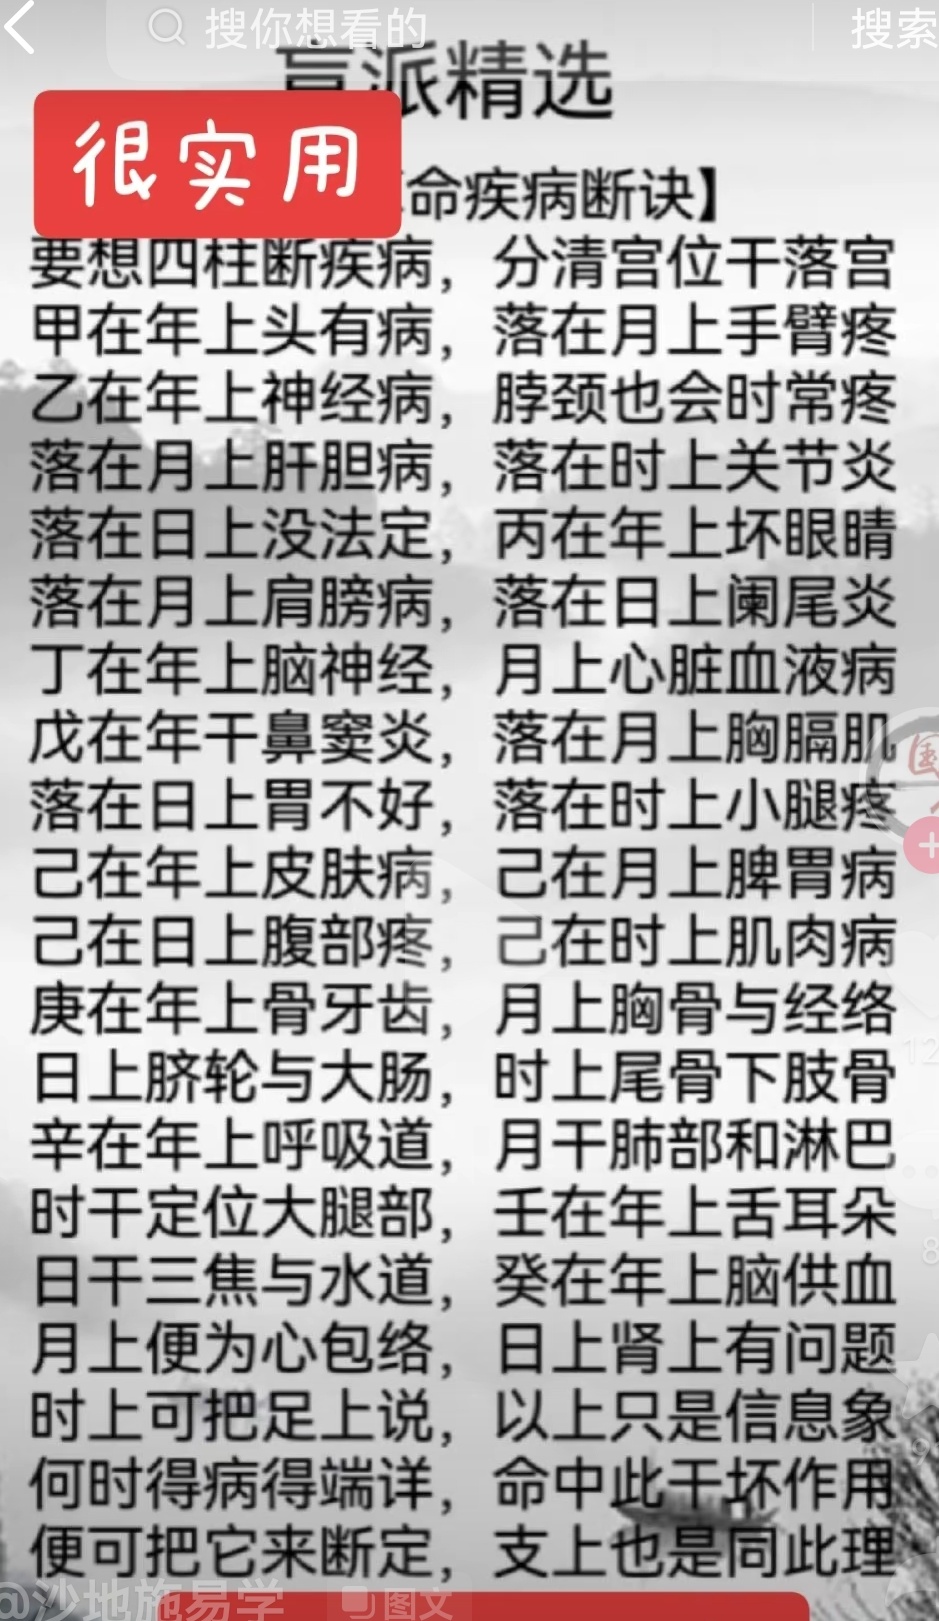 搜你想看的
搜索
盲派精选
很实用
命疾病断诀】
要想四柱断疾病，分清宫位干落宫
甲在年上头有病，落在月上手臂疼
乙在年上神经病，脖颈也会时常疼
落在月上肝胆病，落在时上关节炎
落在日上没法定，丙在年上坏眼睛
落在月上肩膀病，落在日上阑尾炎
丁在年上脑神经，月上心脏血液病
戊在年干鼻窦炎，落在月上胸膈肌
落在日上胃不好，落在时上小腿疼
己在年上皮肤病，己在月上脾胃病
己在日上腹部疼，己在时上肌肉病
庚在年上骨牙齿，月上胸骨与经络
日上脐轮与大肠，时上尾骨下肢骨
辛在年上呼吸道，月干肺部和淋巴
时干定位大腿部，壬在年上舌耳朵
日干三焦与水道，癸在年上脑供血
月上便为心包络，日上肾上有问题
时上可把足上说，以上只是信息象
何时得病得端详，命中此干坏作用
便可把它来断定，支上也是同此理
@沙地施易学
图文